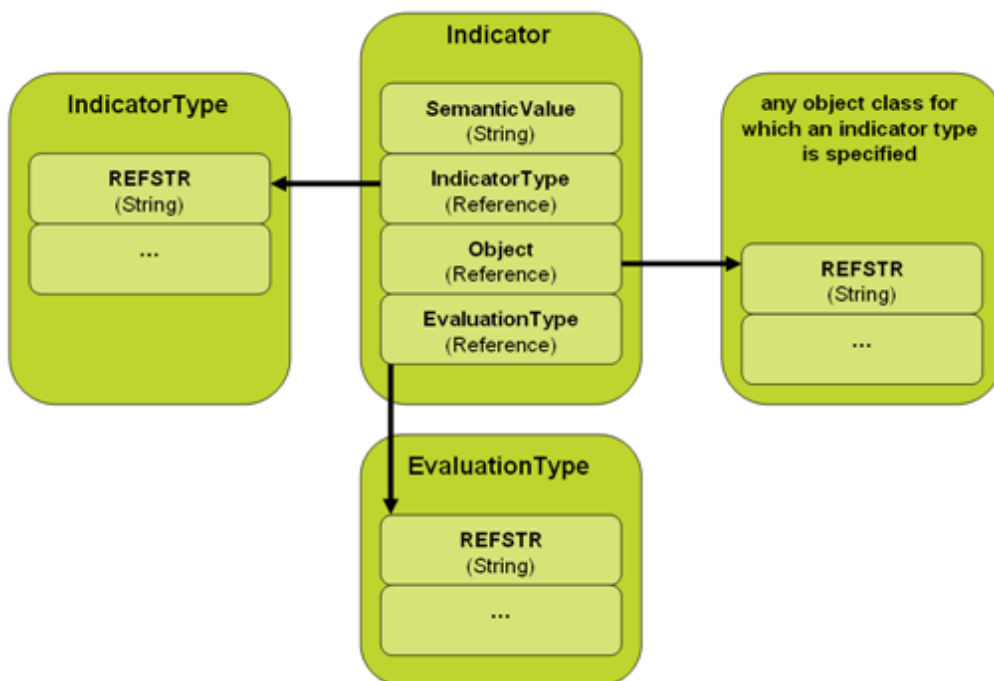 Indicator
SemanticValue
(String)
IndicatorType
(Reference)
Object
(Reference)
EvaluationType
(Reference)
IndicatorType
REFSTR
(String)
...
any object class for
which an indicator type
is specified
REFSTR
(String)
...
EvaluationType
REFSTR
(String)
...